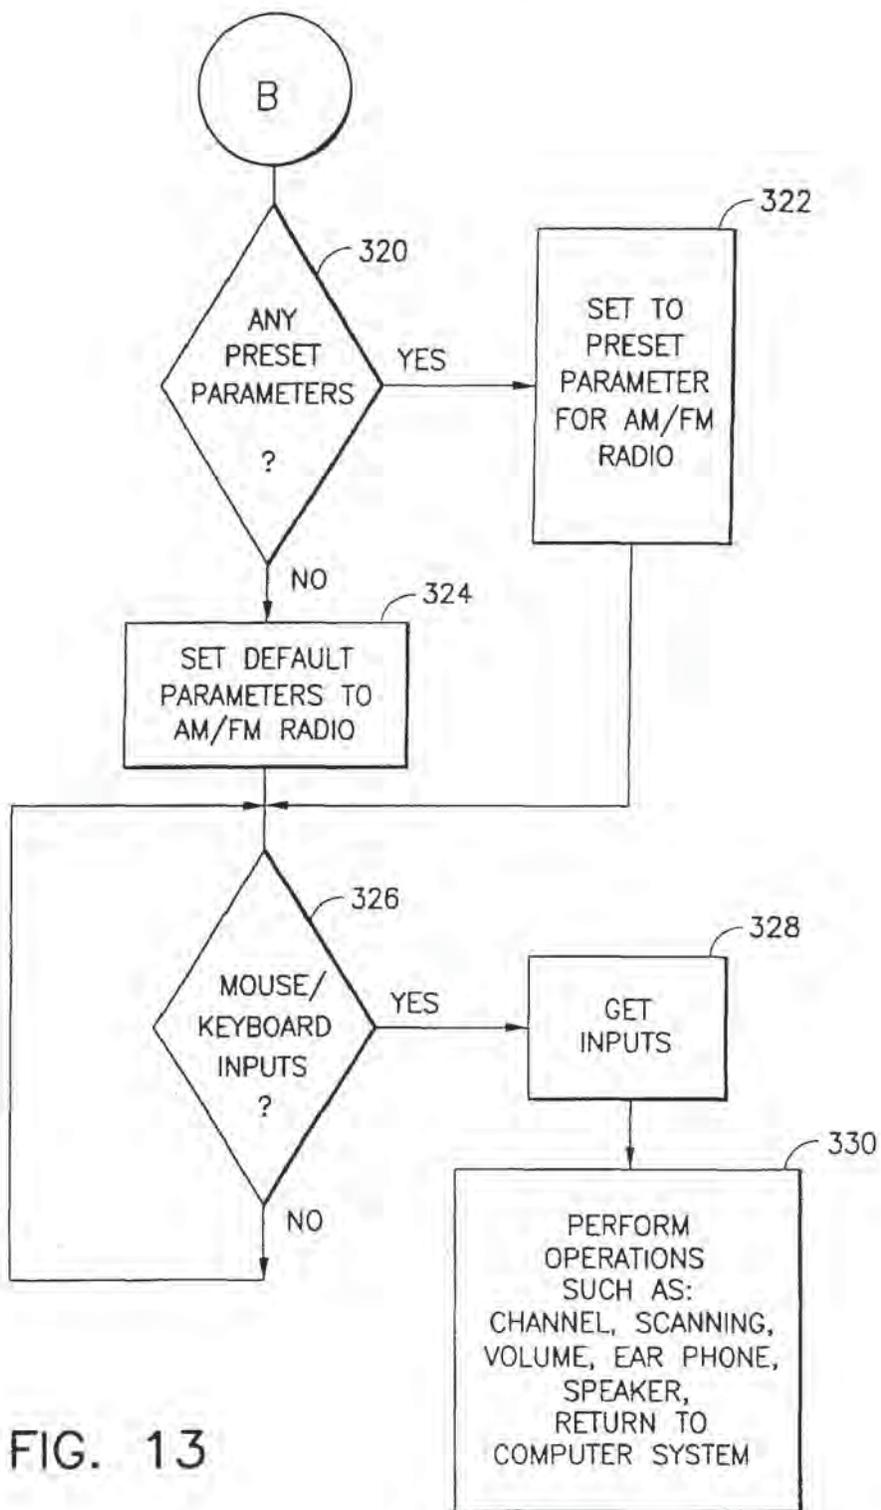 B
320
ANY
PRESET
PARAMETERS
?
YES
322
SET TO
PRESET
PARAMETER
FOR AM/FM
RADIO
NO
324
SET DEFAULT
PARAMETERS TO
AM/FM RADIO
326
MOUSE/
KEYBOARD
INPUTS
?
YES
328
GET
INPUTS
NO
330
PERFORM
OPERATIONS
SUCH AS:
CHANNEL, SCANNING,
VOLUME, EAR PHONE,
SPEAKER,
RETURN TO
COMPUTER SYSTEM
FIG. 13